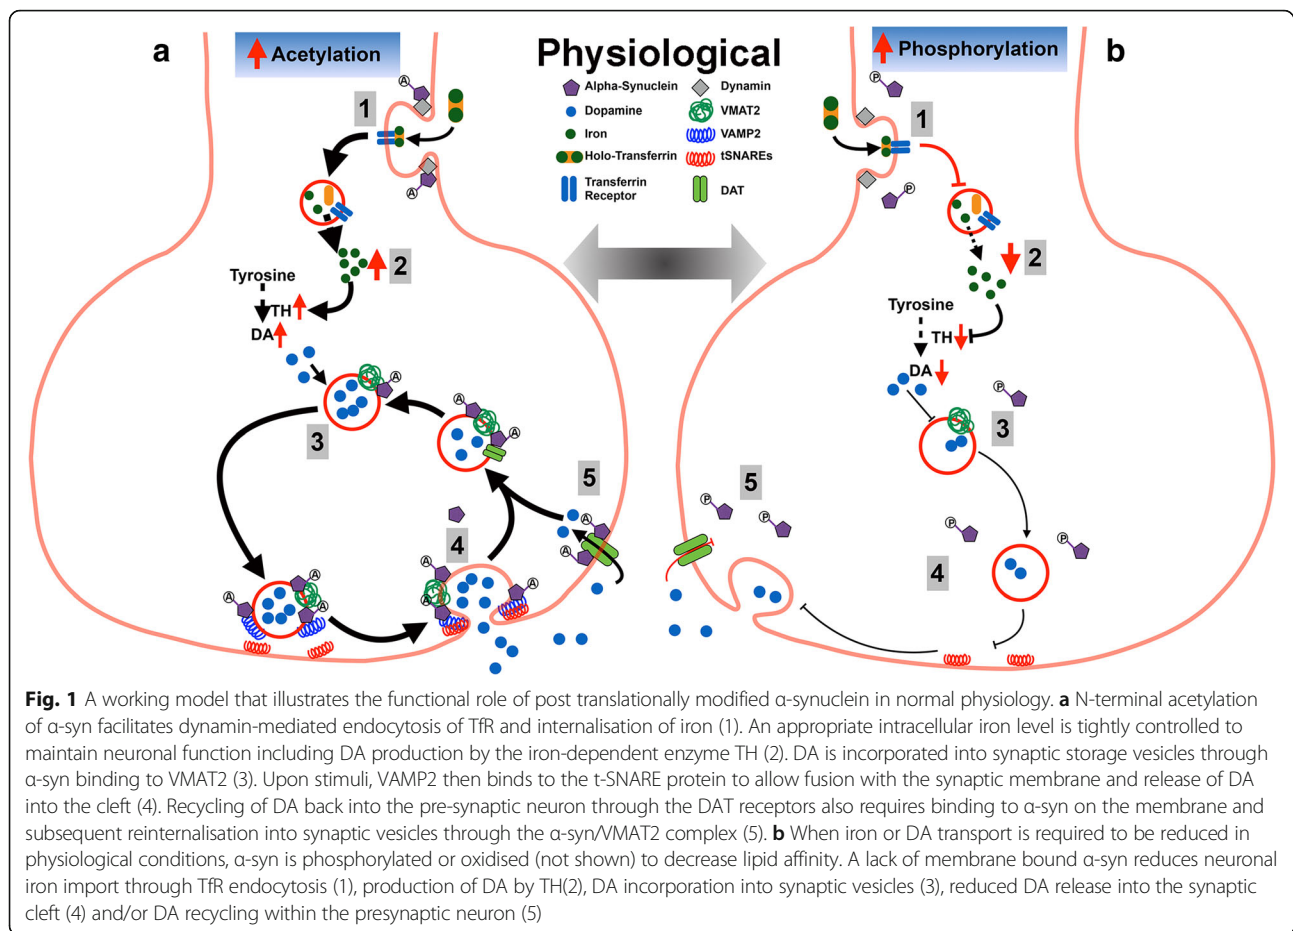 a
Acetylation
Physiological
b
Phosphorylation
Alpha-Synuclein
Dopamine
Iron
Holo-Transferrin
Transferrin
Receptor
Dynamin
VMAT2
VAMP2
tSNAREs
DAT
A
1
A
2
Tyrosine
TH
DA
A
3
A
A
5
A
A
4
A
A
A
A
A
A
P
1
P
2
Tyrosine
TH
DA
P
3
5
P
P
P
P
4
Fig. 1 A working model that illustrates the functional role of post translationally modified α-synuclein in normal physiology. a N-terminal acetylation
of α-syn facilitates dynamin-mediated endocytosis of TfR and internalisation of iron (1). An appropriate intracellular iron level is tightly controlled to
maintain neuronal function including DA production by the iron-dependent enzyme TH (2). DA is incorporated into synaptic storage vesicles through
α-syn binding to VMAT2 (3). Upon stimuli, VAMP2 then binds to the t-SNARE protein to allow fusion with the synaptic membrane and release of DA
into the cleft (4). Recycling of DA back into the pre-synaptic neuron through the DAT receptors also requires binding to α-syn on the membrane and
subsequent reinternalisation into synaptic vesicles through the α-syn/VMAT2 complex (5). b When iron or DA transport is required to be reduced in
physiological conditions, α-syn is phosphorylated or oxidised (not shown) to decrease lipid affinity. A lack of membrane bound α-syn reduces neuronal
iron import through TfR endocytosis (1), production of DA by TH(2), DA incorporation into synaptic vesicles (3), reduced DA release into the synaptic
cleft (4) and/or DA recycling within the presynaptic neuron (5)